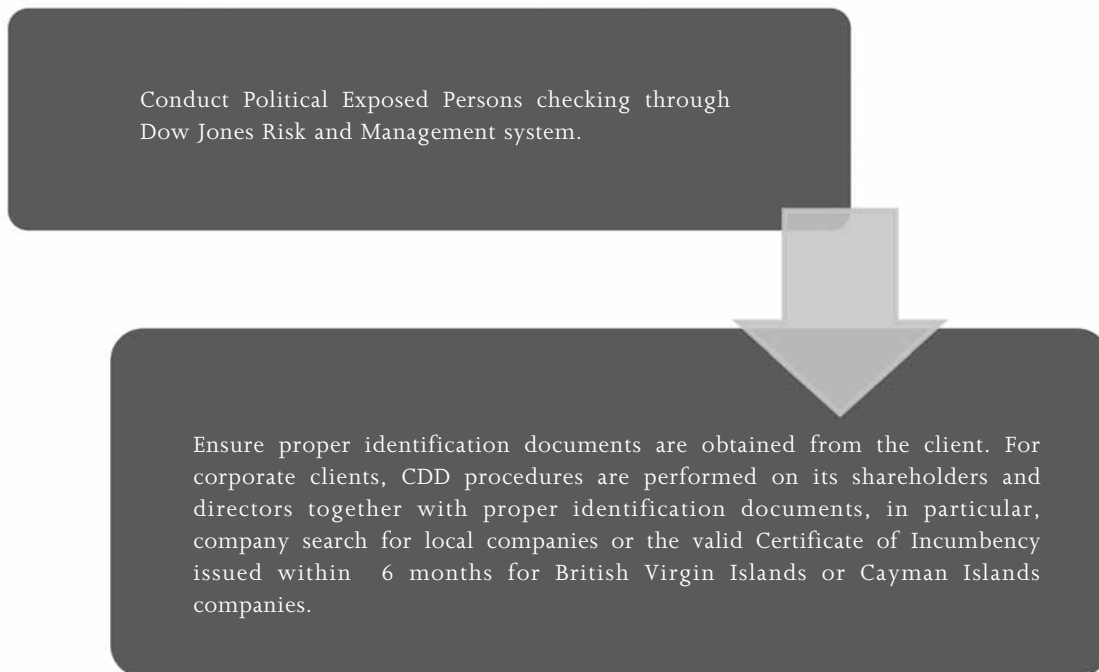 Conduct Political Exposed Persons checking through
Dow Jones Risk and Management system.
Ensure proper identification documents are obtained from the client. For
corporate clients, CDD procedures are performed on its shareholders and
directors together with proper identification documents, in particular,
company search for local companies or the valid Certificate of Incumbency
issued within 6 months for British Virgin Islands or Cayman Islands
companies.